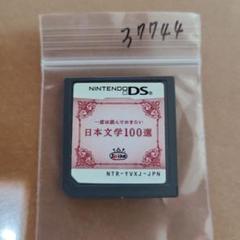 37744
NINTENDO DS™
一度は読んでおきたい
日本文学100選
NTR-YVXJ-JPN